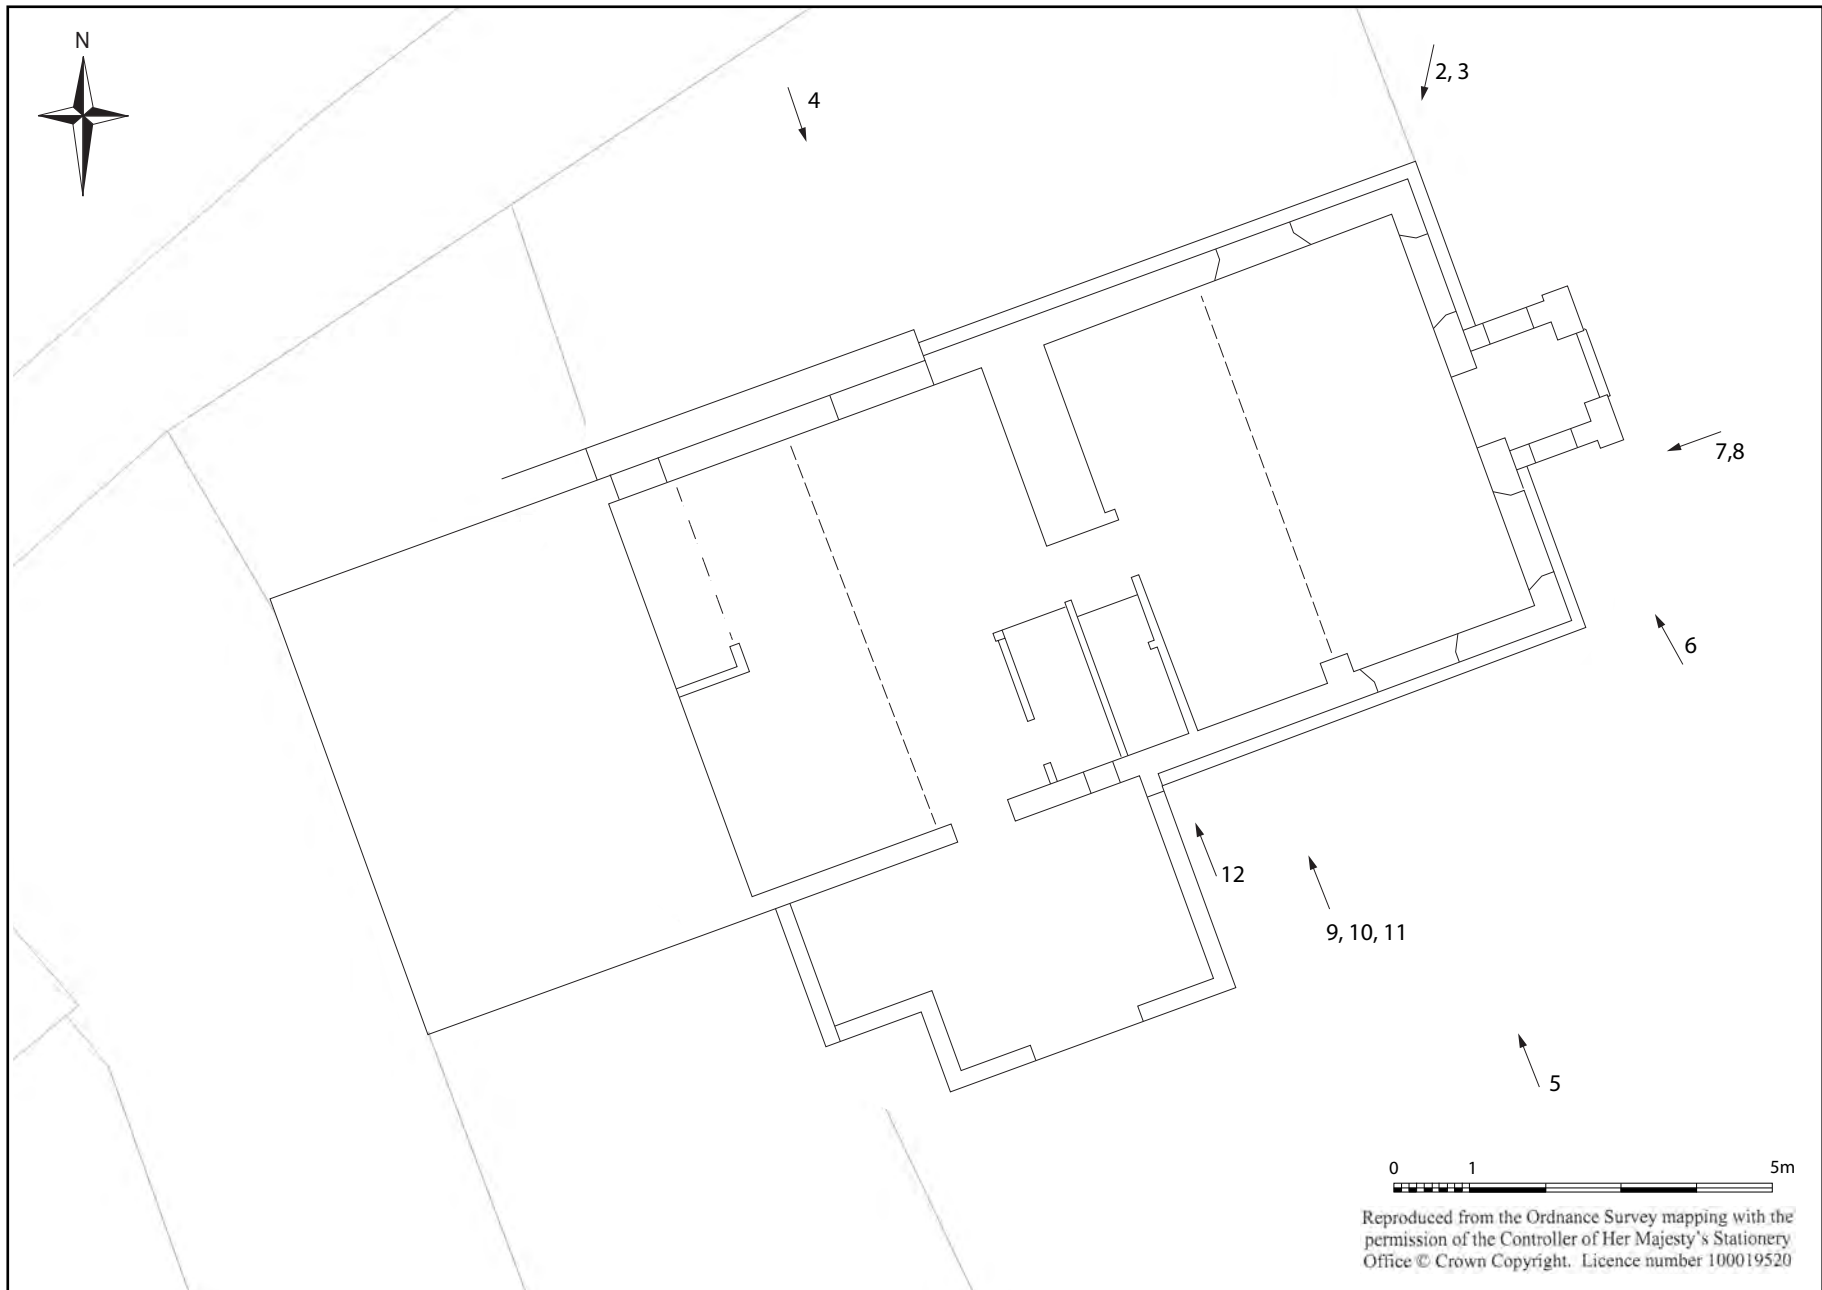 N
4
2, 3
7,8
6
12
9, 10, 11
5
0 1 5m
Reproduced from the Ordnance Survey mapping with the
permission of the Controller of Her Majesty's Stationery
Office © Crown Copyright. Licence number 100019520